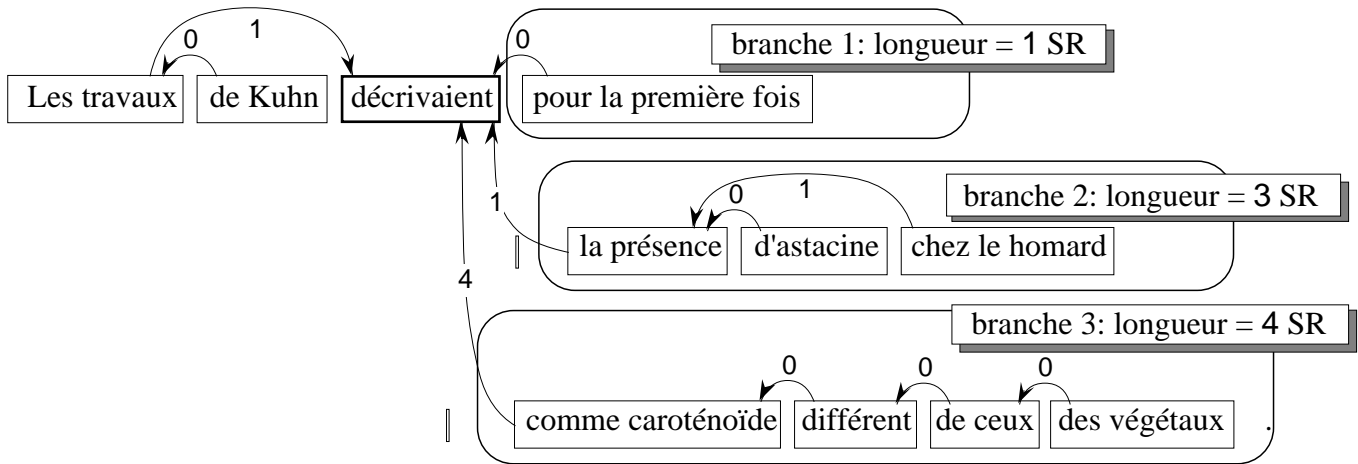 0 1 0
branche 1: longueur = 1 SR
Les travaux de Kuhn décrivaient pour la première fois
branche 2: longueur = 3 SR
1 0 1
la présence d'astacine chez le homard
4
branche 3: longueur = 4 SR
0 0 0
comme caroténoïde différent de ceux des végétaux .